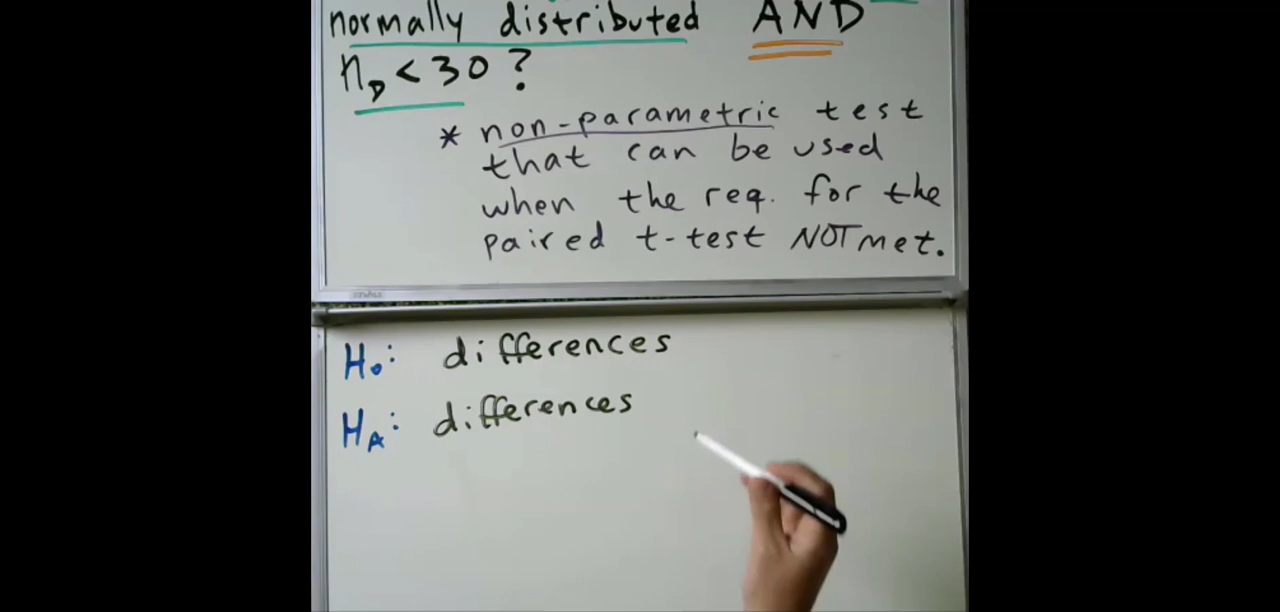 normally distributed AND
n_D < 30 ?
* non-parametric test
that can be used
when the req. for the
paired t-test NOT met.
H₀: differences
H_A: differences